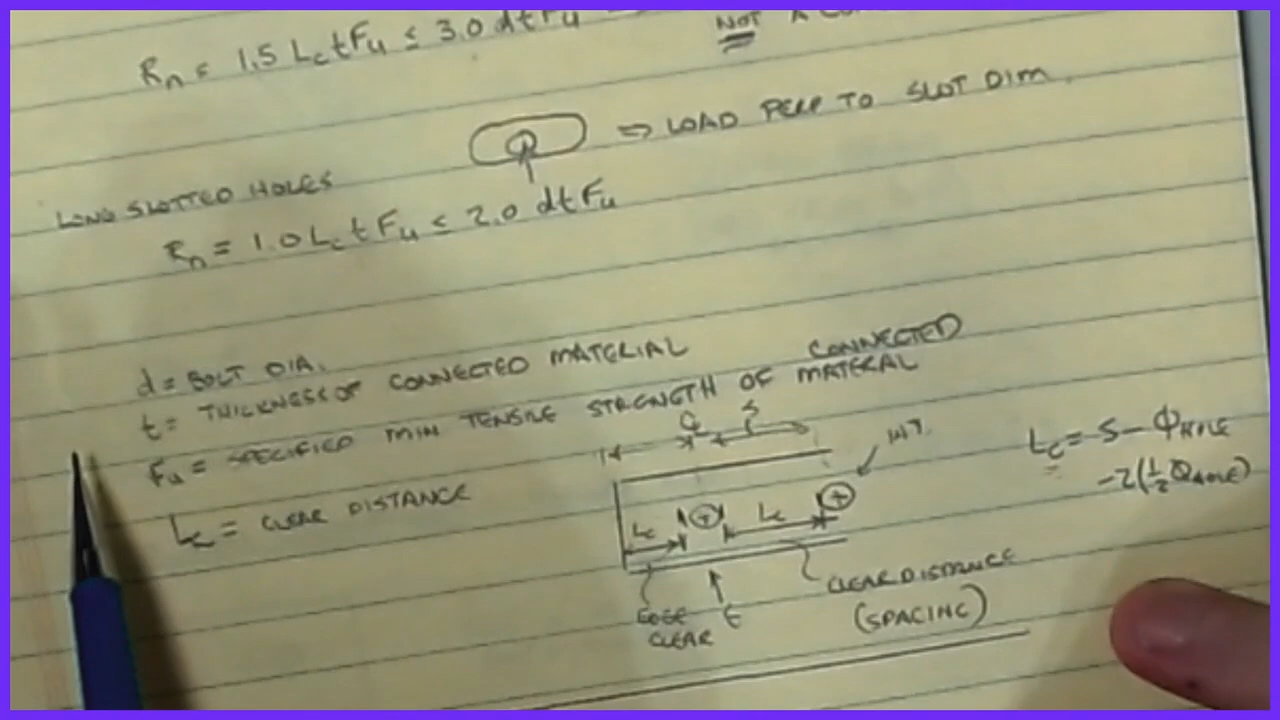 Rn = 1.5 Lc t Fu ≤ 3.0 d t Fu
NOT A
⇒ LOAD PERP TO SLOT DIM.
LONG SLOTTED HOLES
Rn = 1.0 Lc t Fu ≤ 2.0 d t Fu
d = BOLT DIA.
t = THICKNESS OF CONNECTED MATERIAL
CONNECTED
Fu = SPECIFIED MIN TENSILE STRENGTH OF MATERAL
Lc = CLEAR DISTANCE
S
INT.
Lc
Lc
Lc = S - ΦHOLE
-2(1/2 ΦHOLE)
EDGE
CLEAR
t
CLEAR DISTANCE
(SPACING)